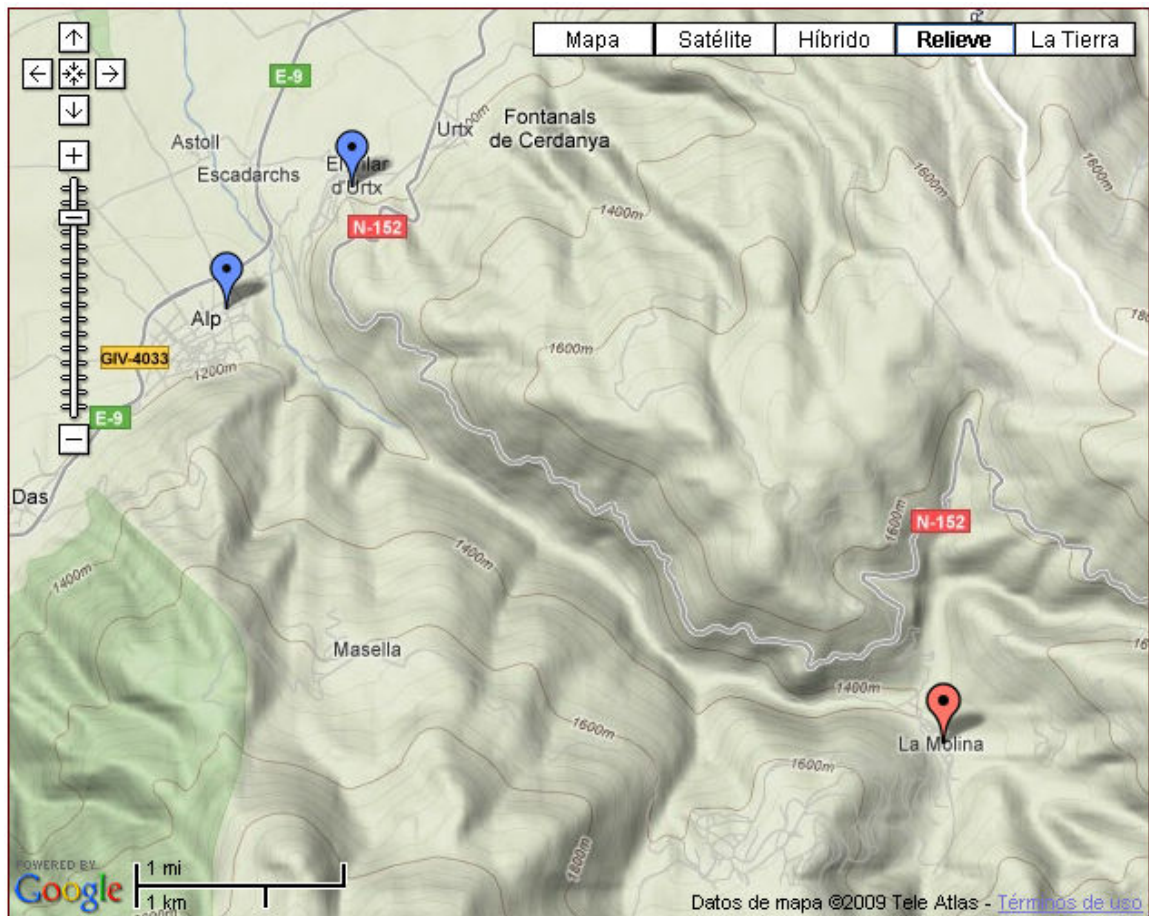 Mapa Satélite Híbrido Relieve La Tierra
E-9
Urtx
Fontanals
de Cerdanya
Astoll
Escadarchs
d'Urtx
1600m
1400m
N-152
Alp
GIV-4033
1200m
1600m
E-9
Das
1600m
N-152
1400m
1400m
Masella
1400m
1600m
La Molina
1600m
1800m
POWERED BY
Google
1 mi
1 km
Datos de mapa ©2009 Tele Atlas - Términos de uso